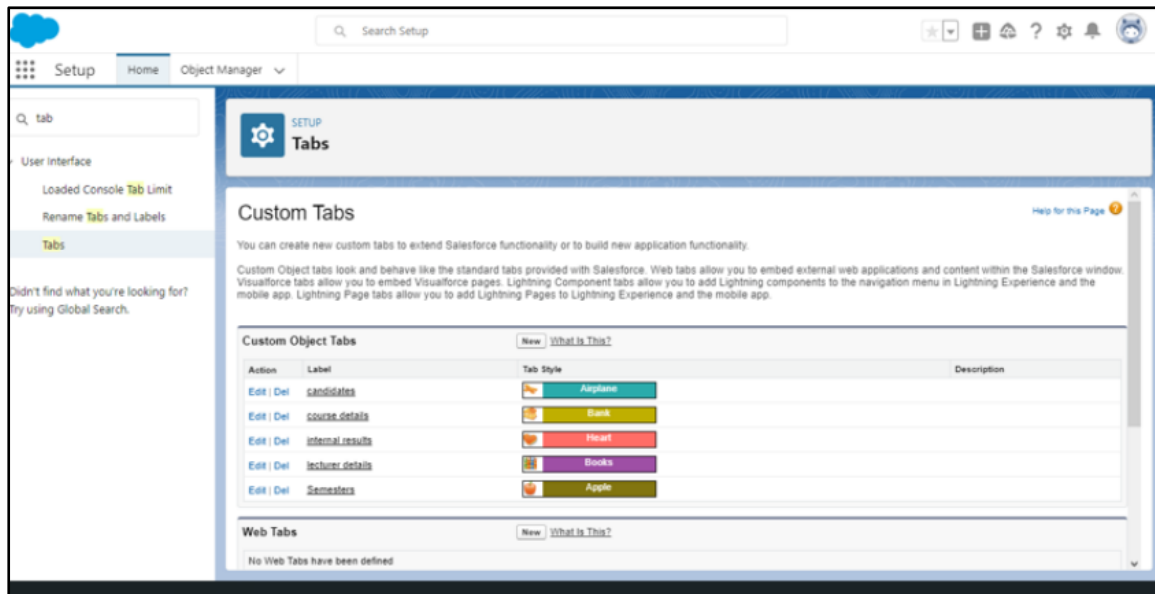 Search Setup
Setup
Home
Object Manager
tab
User Interface
Loaded Console Tab Limit
Rename Tabs and Labels
Tabs
Didn't find what you're looking for?
Try using Global Search.
SETUP
Tabs
Custom Tabs
Help for this Page
You can create new custom tabs to extend Salesforce functionality or to build new application functionality.
Custom Object tabs look and behave like the standard tabs provided with Salesforce. Web tabs allow you to embed external web applications and content within the Salesforce window.
Visualforce tabs allow you to embed Visualforce pages. Lightning Component tabs allow you to add Lightning components to the navigation menu in Lightning Experience and the
mobile app. Lightning Page tabs allow you to add Lightning Pages to Lightning Experience and the mobile app.
Custom Object Tabs New What Is This?
Action Label Tab Style Description
Edit | Del candidates Airplane
Edit | Del course details Bank
Edit | Del internal results Heart
Edit | Del lecturer details Books
Edit | Del Semesters Apple
Web Tabs New What Is This?
No Web Tabs have been defined